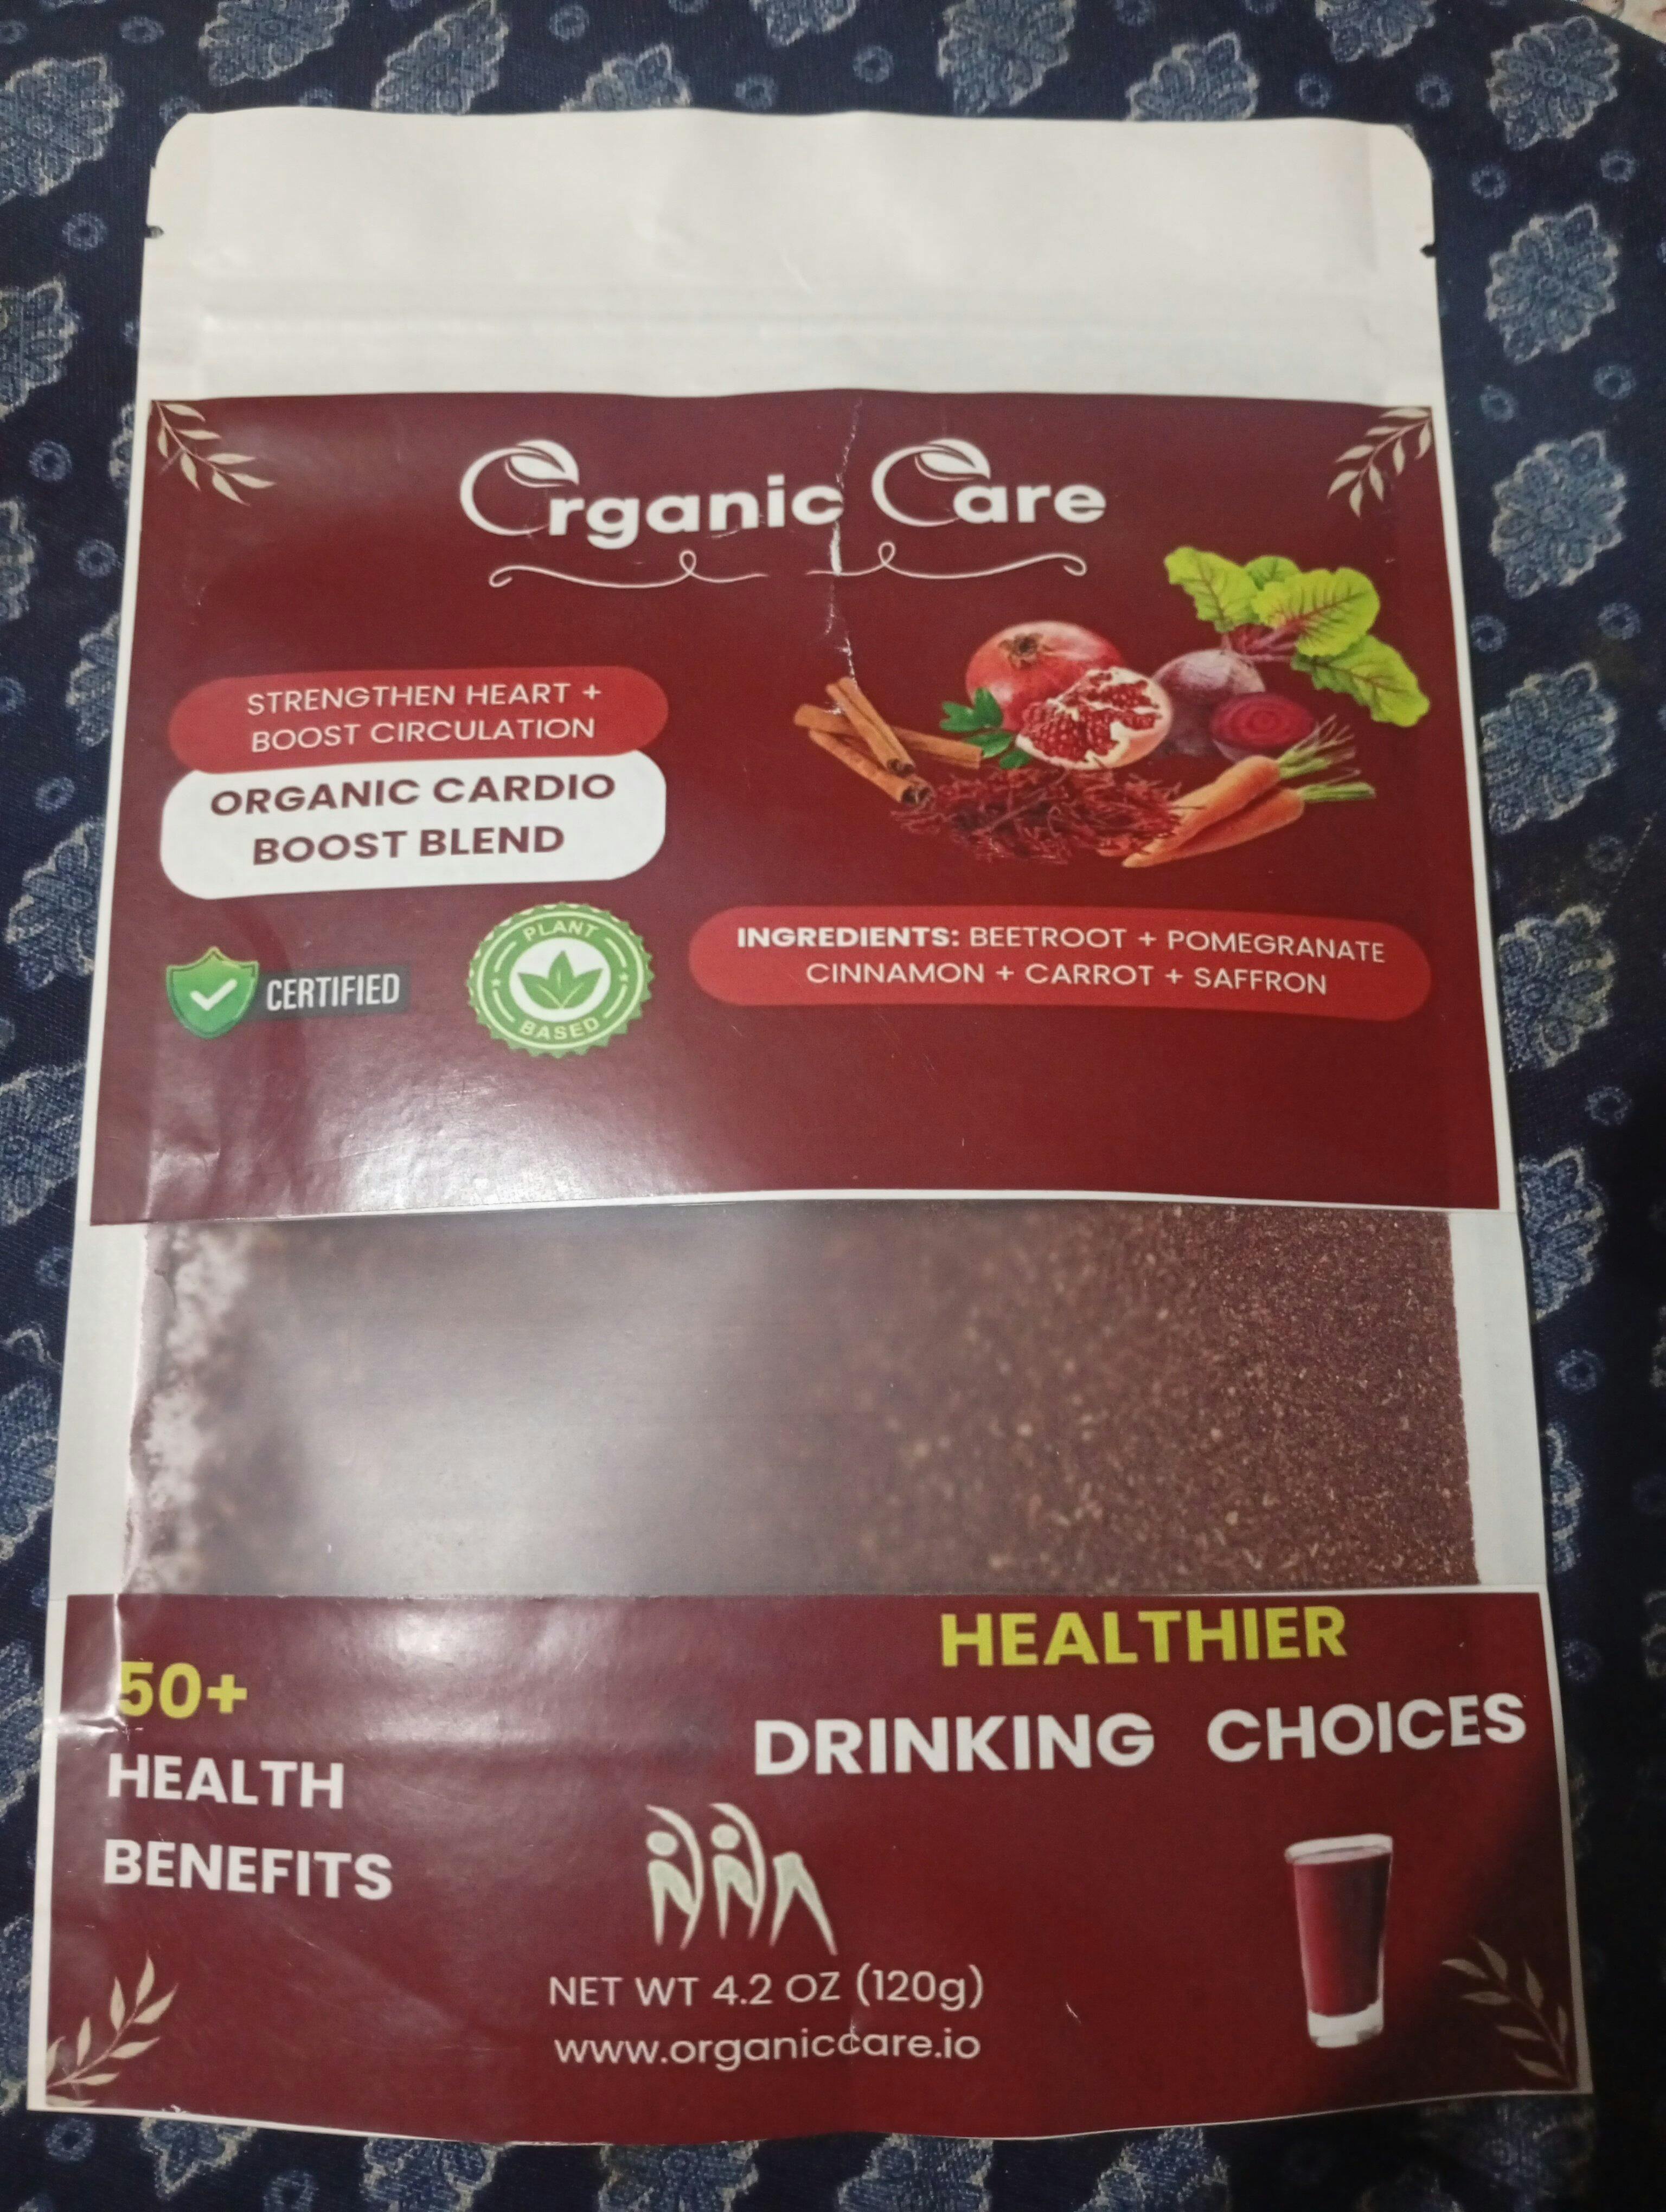 Organic Care
STRENGTHEN HEART +
BOOST CIRCULATION
ORGANIC CARDIO
BOOST BLEND
CERTIFIED
PLANT
BASED
INGREDIENTS: BEETROOT + POMEGRANATE
CINNAMON + CARROT + SAFFRON
50+
HEALTH
BENEFITS
HEALTHIER
DRINKING CHOICES
NET WT 4.2 OZ (120g)
www.organiccare.io